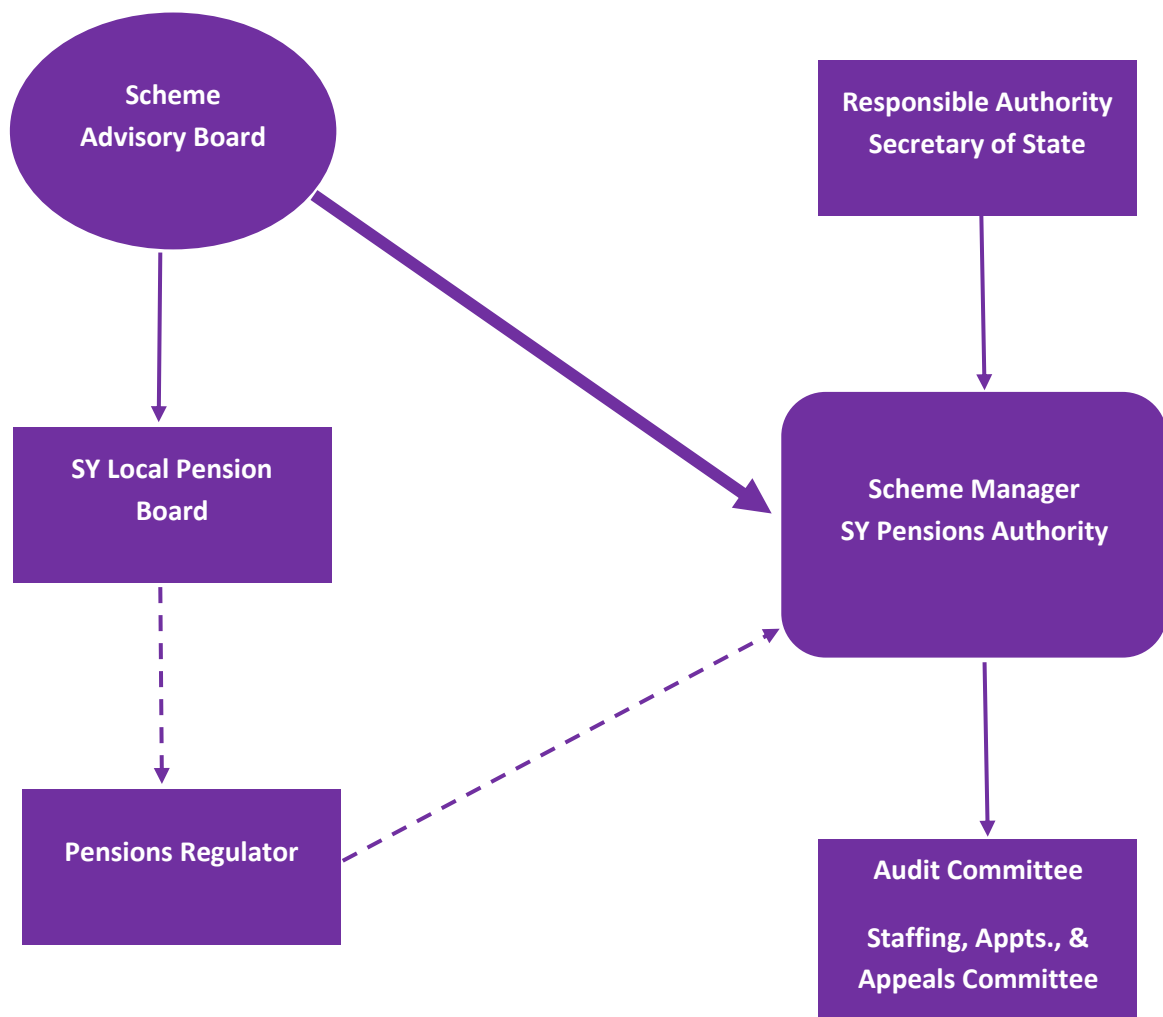 Scheme
Advisory Board
Responsible Authority
Secretary of State
SY Local Pension
Board
Scheme Manager
SY Pensions Authority
Pensions Regulator
Audit Committee
Staffing, Appts., &
Appeals Committee